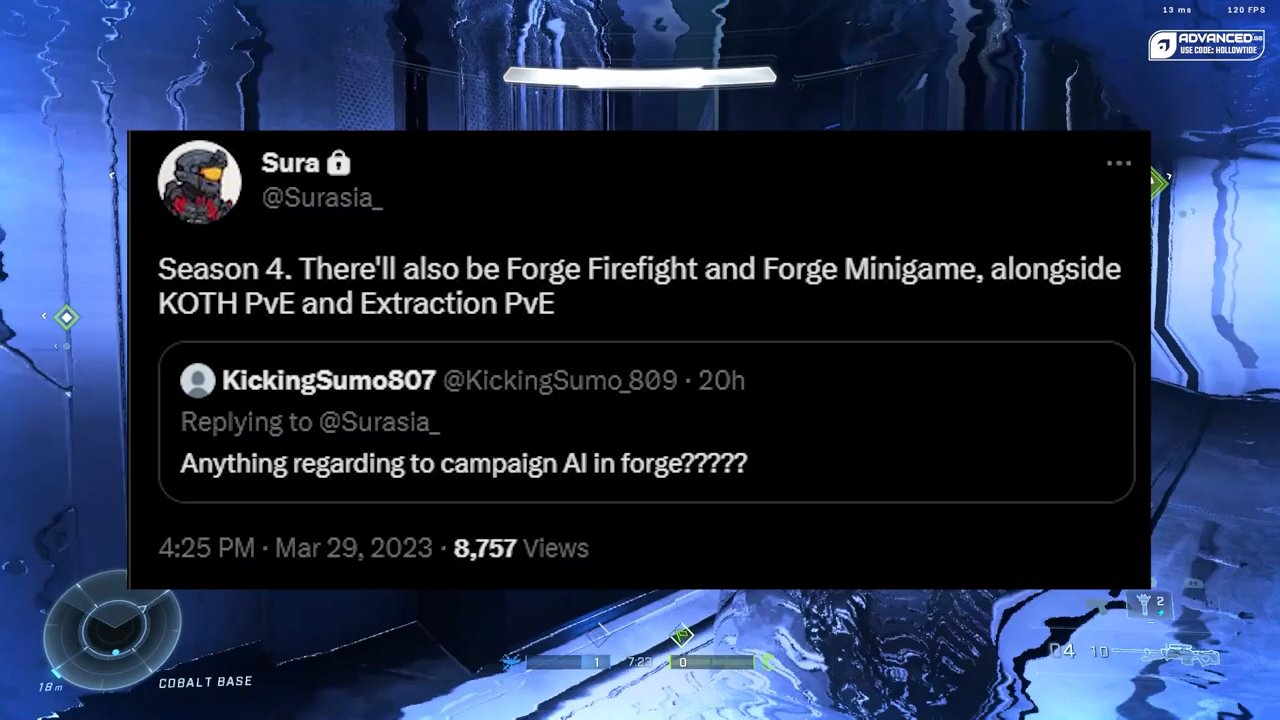 13 ms 120 FPS
ADVANCED.GG
USE CODE: HOLLOWTIDE
Sura
@Surasia_
Season 4. There'll also be Forge Firefight and Forge Minigame, alongside
KOTH PvE and Extraction PvE
KickingSumo807 @KickingSumo_809 · 20h
Replying to @Surasia_
Anything regarding to campaign AI in forge?????
4:25 PM · Mar 29, 2023 · 8,757 Views
2
04 10
1 7:23 0
18m
COBALT BASE